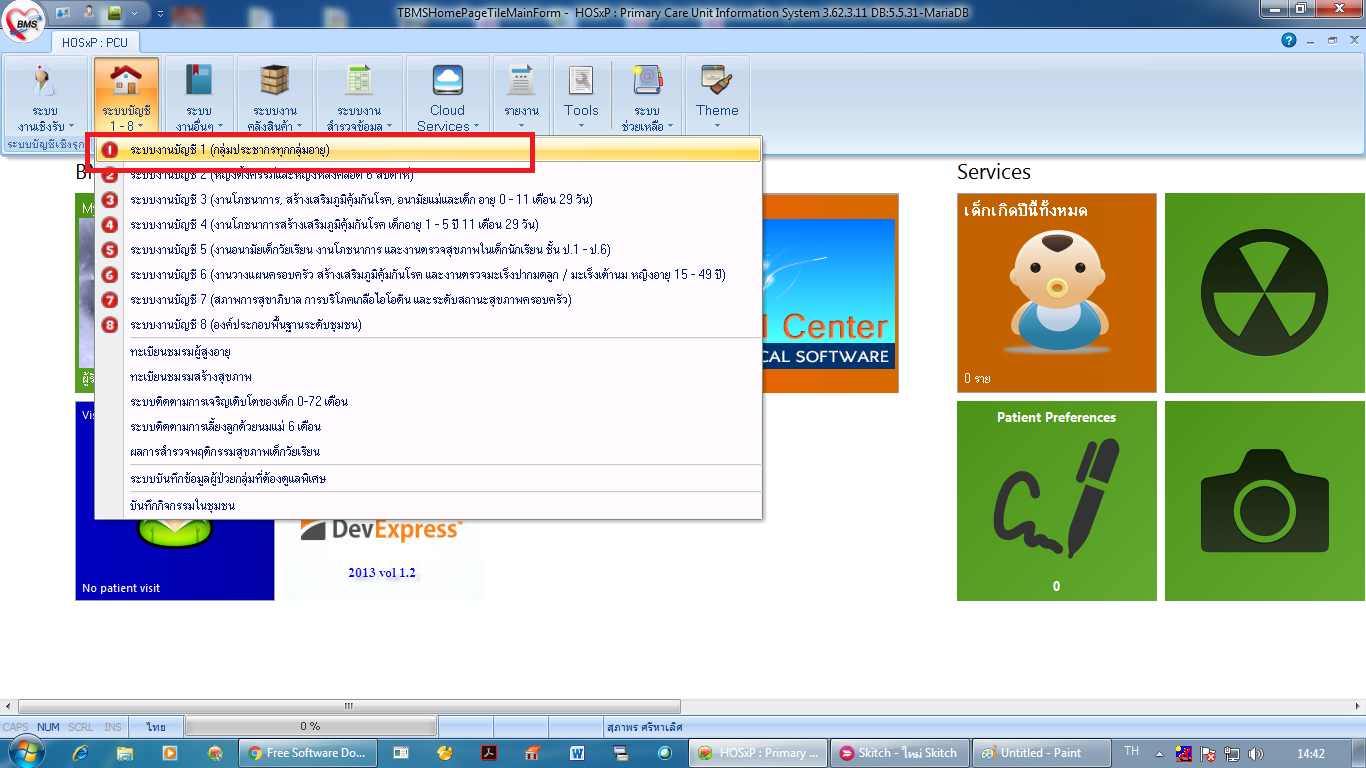 TBMSHomePageTileMainForm - HOSxP : Primary Care Unit Information System 3.62.3.11 DB:5.5.31-MariaDB
BMS
HOSxP : PCU
ระบบ
งานเชิงรับ
ระบบบัญชี
1 - 8
ระบบ
งานอื่นๆ
ระบบงาน
คลังสินค้า
ระบบงาน
สำรวจข้อมูล
Cloud
Services
รายงาน
Tools
ระบบ
ช่วยเหลือ
Theme
ระบบบัญชีเชิงรุก
1 ระบบงานบัญชี 1 (กลุ่มประชากรทุกกลุ่มอายุ)
2 ระบบงานบัญชี 2 (หญิงตั้งครรภ์และหญิงหลังคลอด 6 สัปดาห์)
3 ระบบงานบัญชี 3 (งานโภชนาการ, สร้างเสริมภูมิคุ้มกันโรค, อนามัยแม่และเด็ก อายุ 0 - 11 เดือน 29 วัน)
4 ระบบงานบัญชี 4 (งานโภชนาการสร้างเสริมภูมิคุ้มกันโรค เด็กอายุ 1 - 5 ปี 11 เดือน 29 วัน)
5 ระบบงานบัญชี 5 (งานอนามัยเด็กวัยเรียน งานโภชนาการ และงานตรวจสุขภาพในเด็กนักเรียน ชั้น ป.1 - ป.6)
6 ระบบงานบัญชี 6 (งานวางแผนครอบครัว สร้างเสริมภูมิคุ้มกันโรค และงานตรวจมะเร็งปากมดลูก / มะเร็งเต้านม หญิงอายุ 15 - 49 ปี)
7 ระบบงานบัญชี 7 (สภาพการสุขาภิบาล การบริโภคเกลือไอโอดีน และระดับสถานะสุขภาพครอบครัว)
8 ระบบงานบัญชี 8 (องค์ประกอบพื้นฐานระดับชุมชน)
ทะเบียนชมรมผู้สูงอายุ
ทะเบียนชมรมสร้างสุขภาพ
ระบบติดตามการเจริญเติบโตของเด็ก 0-72 เดือน
ระบบติดตามการเลี้ยงลูกด้วยนมแม่ 6 เดือน
ผลการสำรวจพฤติกรรมสุขภาพเด็กวัยเรียน
ระบบบันทึกข้อมูลผู้ป่วยกลุ่มที่ต้องดูแลพิเศษ
บันทึกกิจกรรมในชุมชน
No patient visit
DevExpress
2013 vol 1.2
Center
CAL SOFTWARE
Services
เด็กเกิดปีนี้ทั้งหมด
0 ราย
Patient Preferences
0
CAPS NUM SCRL INS ไทย 0 % สุภาพร ศรีหาเลิศ
Free Software Do...
HOSxP : Primary ...
Skitch - ใหม่ Skitch
Untitled - Paint
TH
14:42